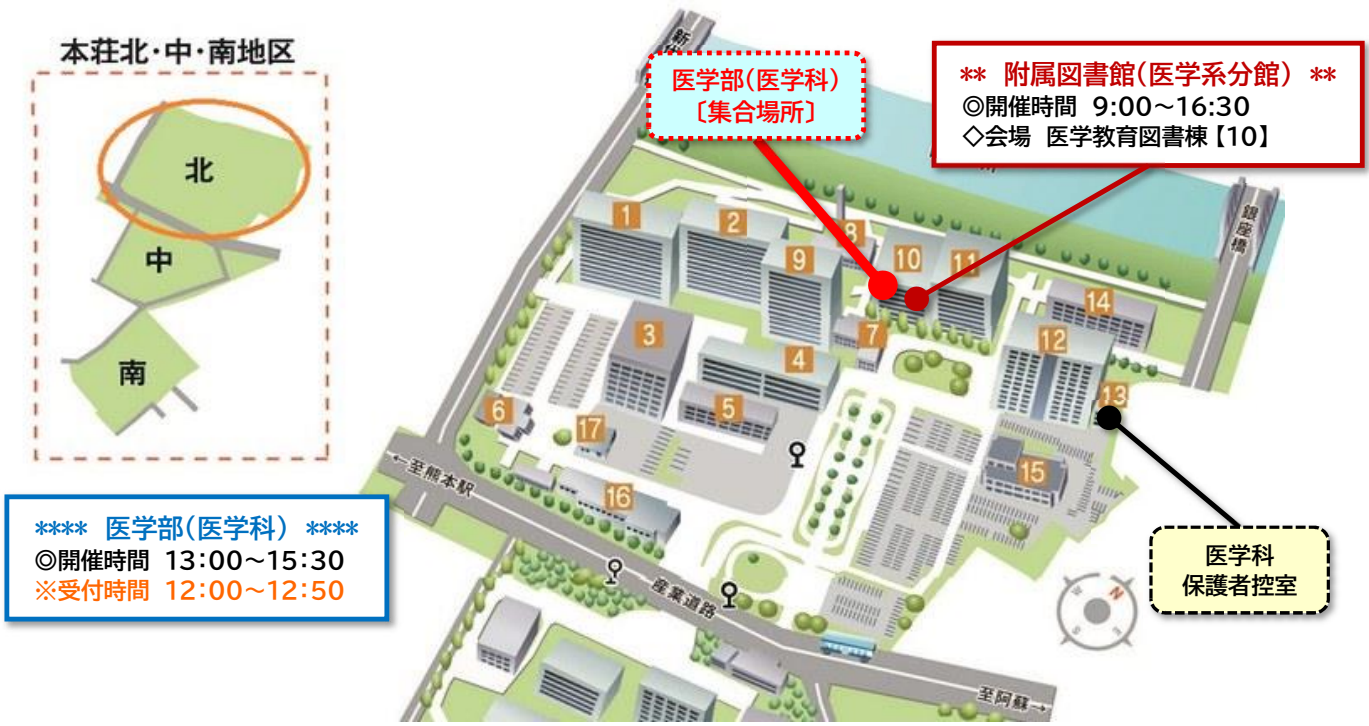 本荘北・中・南地区
北
中
南
医学部(医学科)
〔集合場所〕
** 附属図書館(医学系分館) **
◎開催時間 9:00～16:30
◇会場 医学教育図書棟【10】
銀座橋
1
2
8
9
10
11
14
3
7
12
4
13
5
6
17
15
16
←至熊本駅
産業道路
至阿蘇→
**** 医学部(医学科) ****
◎開催時間 13:00～15:30
※受付時間 12:00～12:50
医学科
保護者控室
N
W
S
E